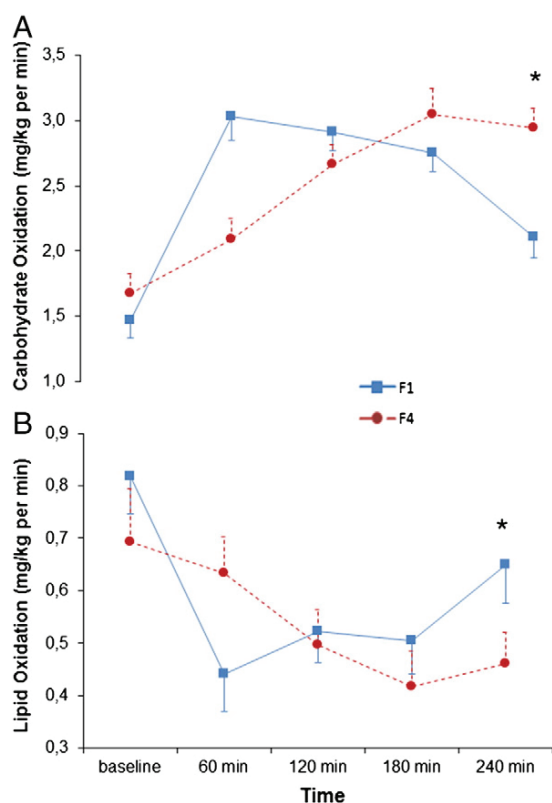 A
Carbohydrate Oxidation (mg/kg per min)
3,5
3,0
2,5
2,0
1,5
1,0
*
F1
F4
B
Lipid Oxidation (mg/kg per min)
0,9
0,8
0,7
0,6
0,5
0,4
0,3
*
baseline 60 min 120 min 180 min 240 min
Time